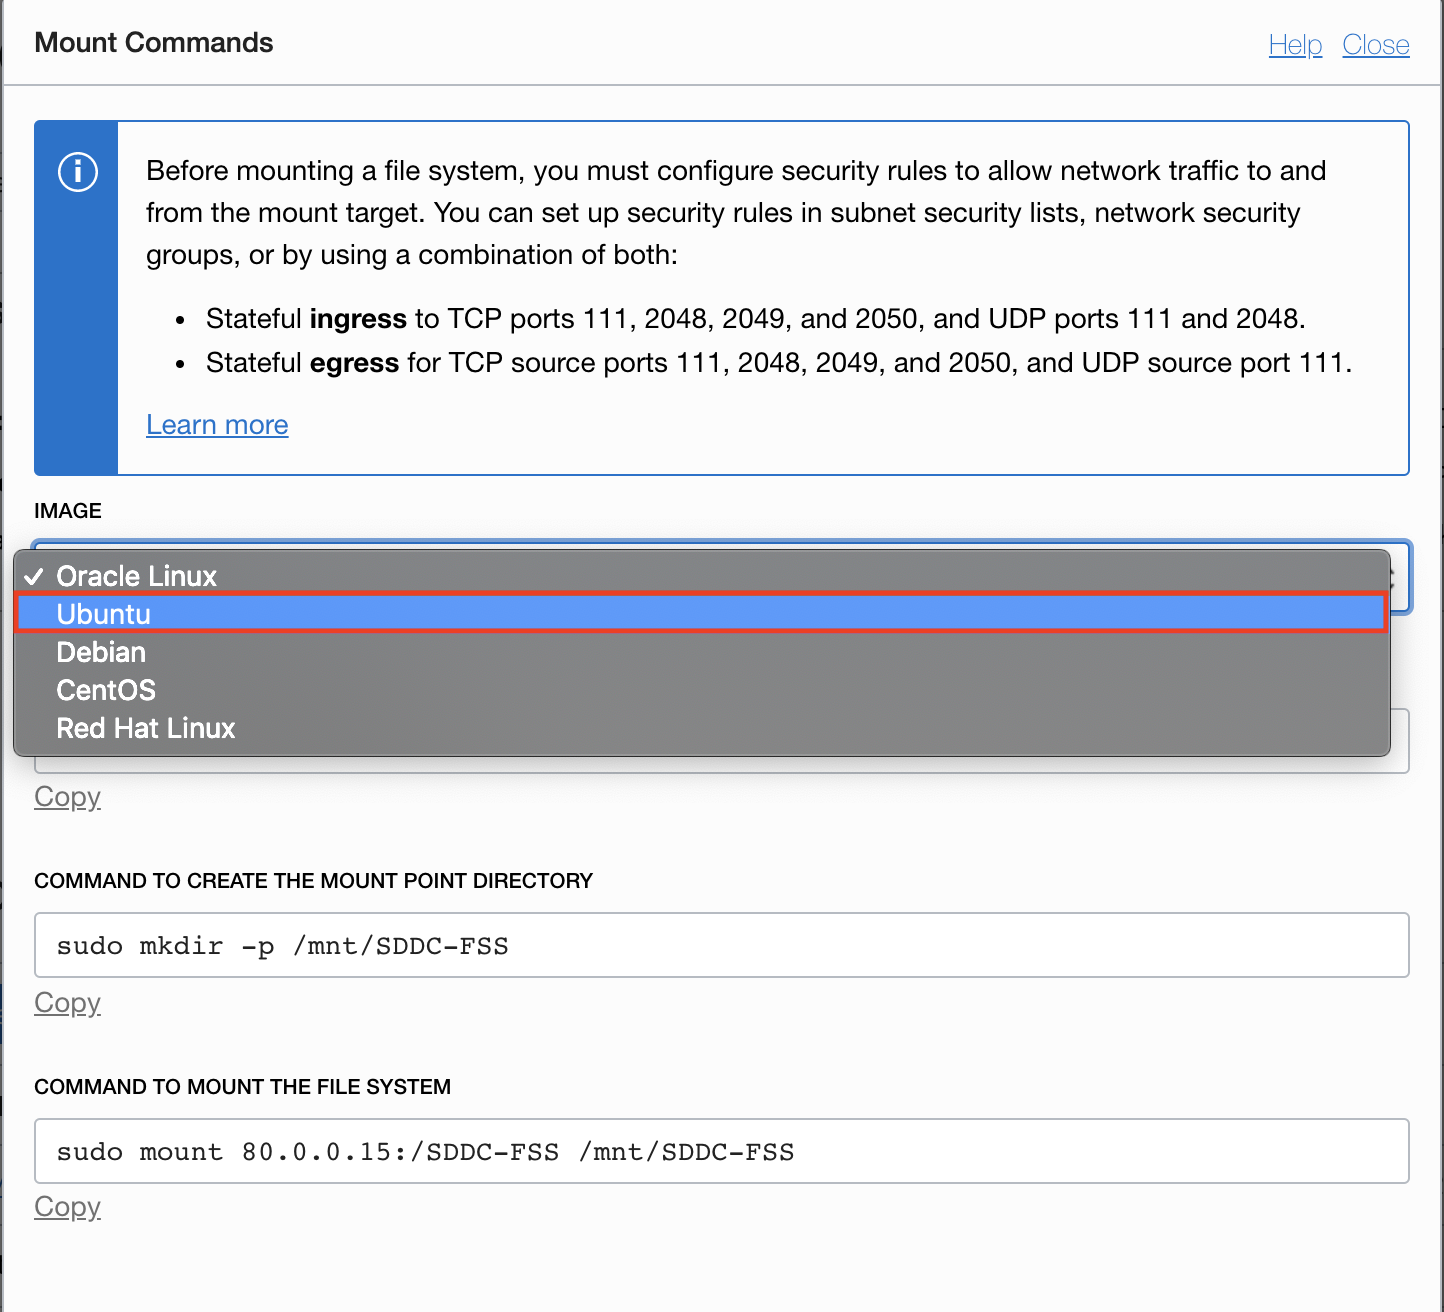 Mount Commands
Help Close
Before mounting a file system, you must configure security rules to allow network traffic to and
from the mount target. You can set up security rules in subnet security lists, network security
groups, or by using a combination of both:
• Stateful ingress to TCP ports 111, 2048, 2049, and 2050, and UDP ports 111 and 2048.
• Stateful egress for TCP source ports 111, 2048, 2049, and 2050, and UDP source port 111.
Learn more
IMAGE
✓ Oracle Linux
Ubuntu
Debian
CentOS
Red Hat Linux
Copy
COMMAND TO CREATE THE MOUNT POINT DIRECTORY
sudo mkdir -p /mnt/SDDC-FSS
Copy
COMMAND TO MOUNT THE FILE SYSTEM
sudo mount 80.0.0.15:/SDDC-FSS /mnt/SDDC-FSS
Copy